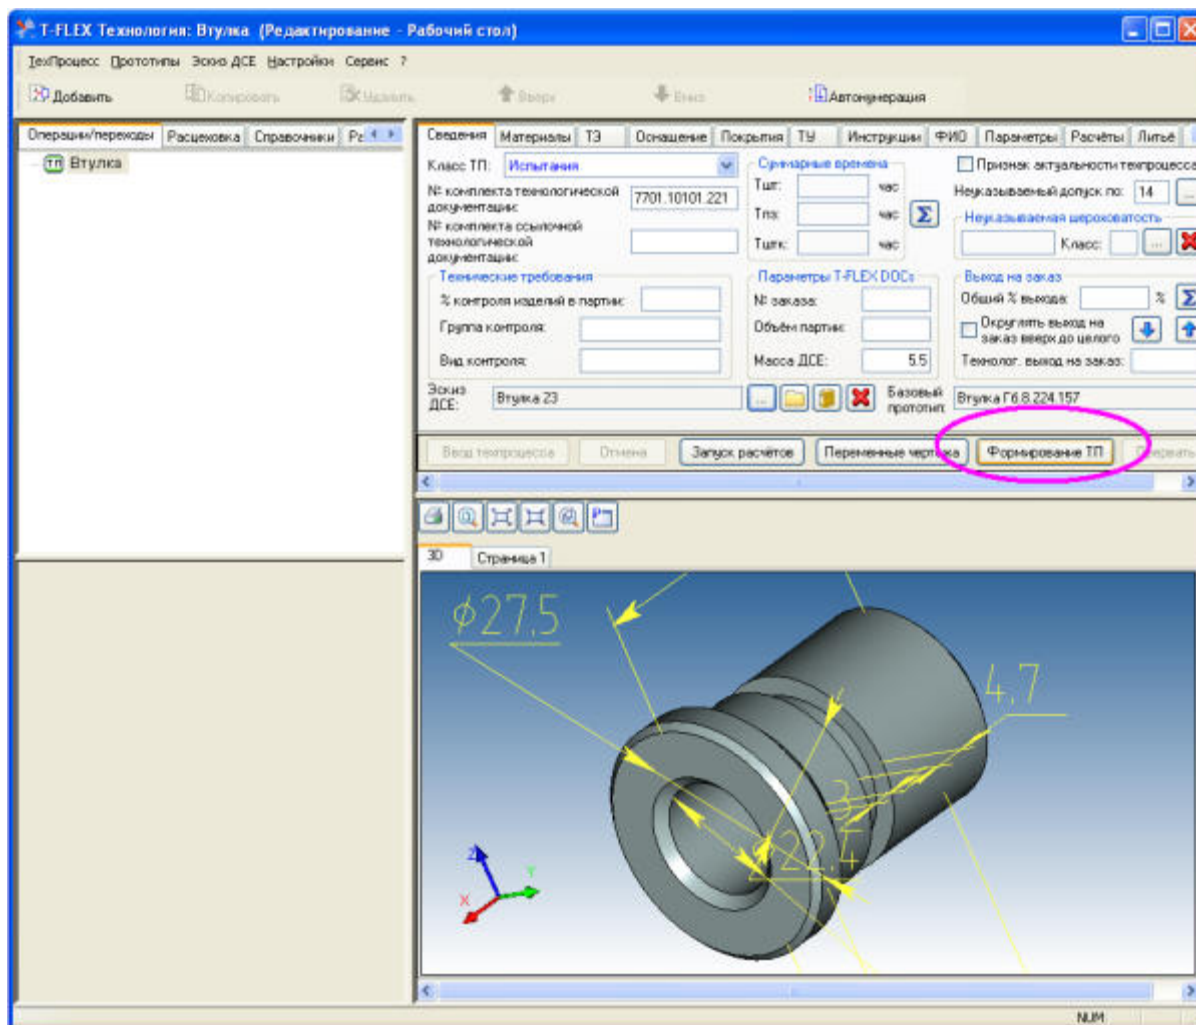 T-FLEX Технология: Втулка (Редактирование - Рабочий стол)
ТехПроцесс Прототипы Эскиз ДСЕ Настройки Сервис ?
Добавить Копировать Удалить Вверх Вниз Автонумерация
Операции/переходы Расцеховка Справочники
Втулка
Сведения Материалы ТЭ Оснащение Покрытия ТУ Инструкции ФИО Параметры Расчёты Литьё
Класс ТП: Испытания
№ комплекта технологической документации: 7701.10101.221
№ комплекта ссылочной технологической документации:
Суммарные времена
Тшт: час
Тпз: час Σ
Тштк: час
Признак актуальности техпроцесса
Неуказываемый допуск по: 14 ...
Неуказываемая шероховатость
Класс: ...
Технические требования
% контроля изделий в партии:
Группа контроля:
Вид контроля:
Параметры T-FLEX DOCs
№ заказа:
Объём партии:
Масса ДСЕ: 5.5
Выход на заказ
Общий % выхода: % Σ
Округлять выход на заказ вверх до целого
Технолог. выход на заказ:
Эскиз ДСЕ: Втулка 23 ... Базовый прототип: Втулка Г6.8.224.157
Ввод техпроцесса Отмена Запуск расчётов Переменные чертежа Формирование ТП
3D Страница 1
ϕ27,5
4,7
3
ϕ22,4
Z
Y
X
NUM